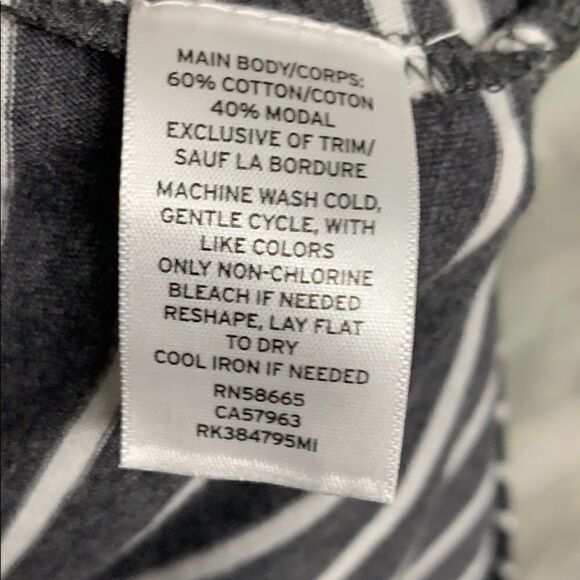 MAIN BODY/CORPS:
60% COTTON/COTON
40% MODAL
EXCLUSIVE OF TRIM/
SAUF LA BORDURE
MACHINE WASH COLD,
GENTLE CYCLE, WITH
LIKE COLORS
ONLY NON-CHLORINE
BLEACH IF NEEDED
RESHAPE, LAY FLAT
TO DRY
COOL IRON IF NEEDED
RN58665
CA57963
RK384795MI